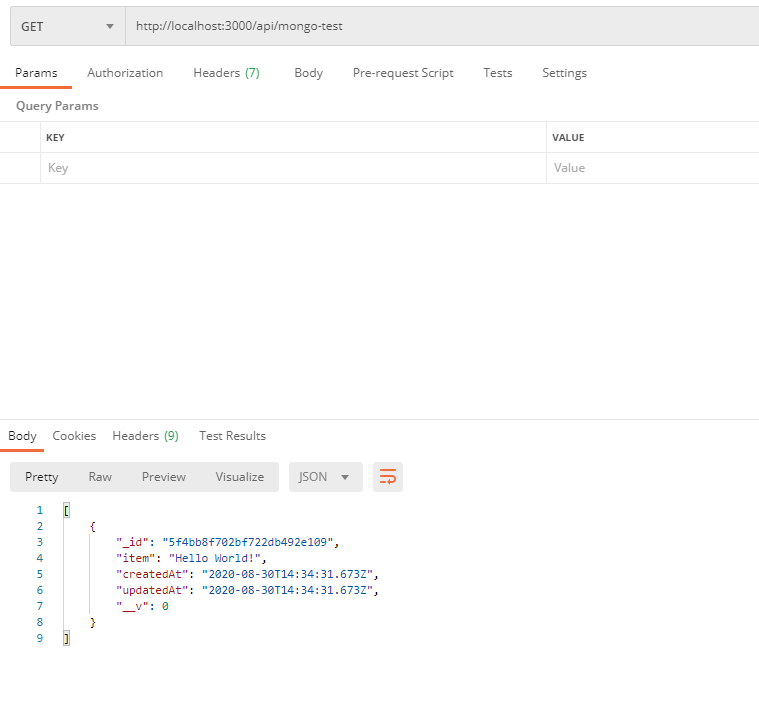 GET http://localhost:3000/api/mongo-test
Params Authorization Headers (7) Body Pre-request Script Tests Settings
Query Params
KEY VALUE
Key Value
Body Cookies Headers (9) Test Results
Pretty Raw Preview Visualize JSON
1 [
2 {
3 "_id": "5f4bb8f702bf722db492e109",
4 "item": "Hello World!",
5 "createdAt": "2020-08-30T14:34:31.673Z",
6 "updatedAt": "2020-08-30T14:34:31.673Z",
7 "__v": 0
8 }
9 ]